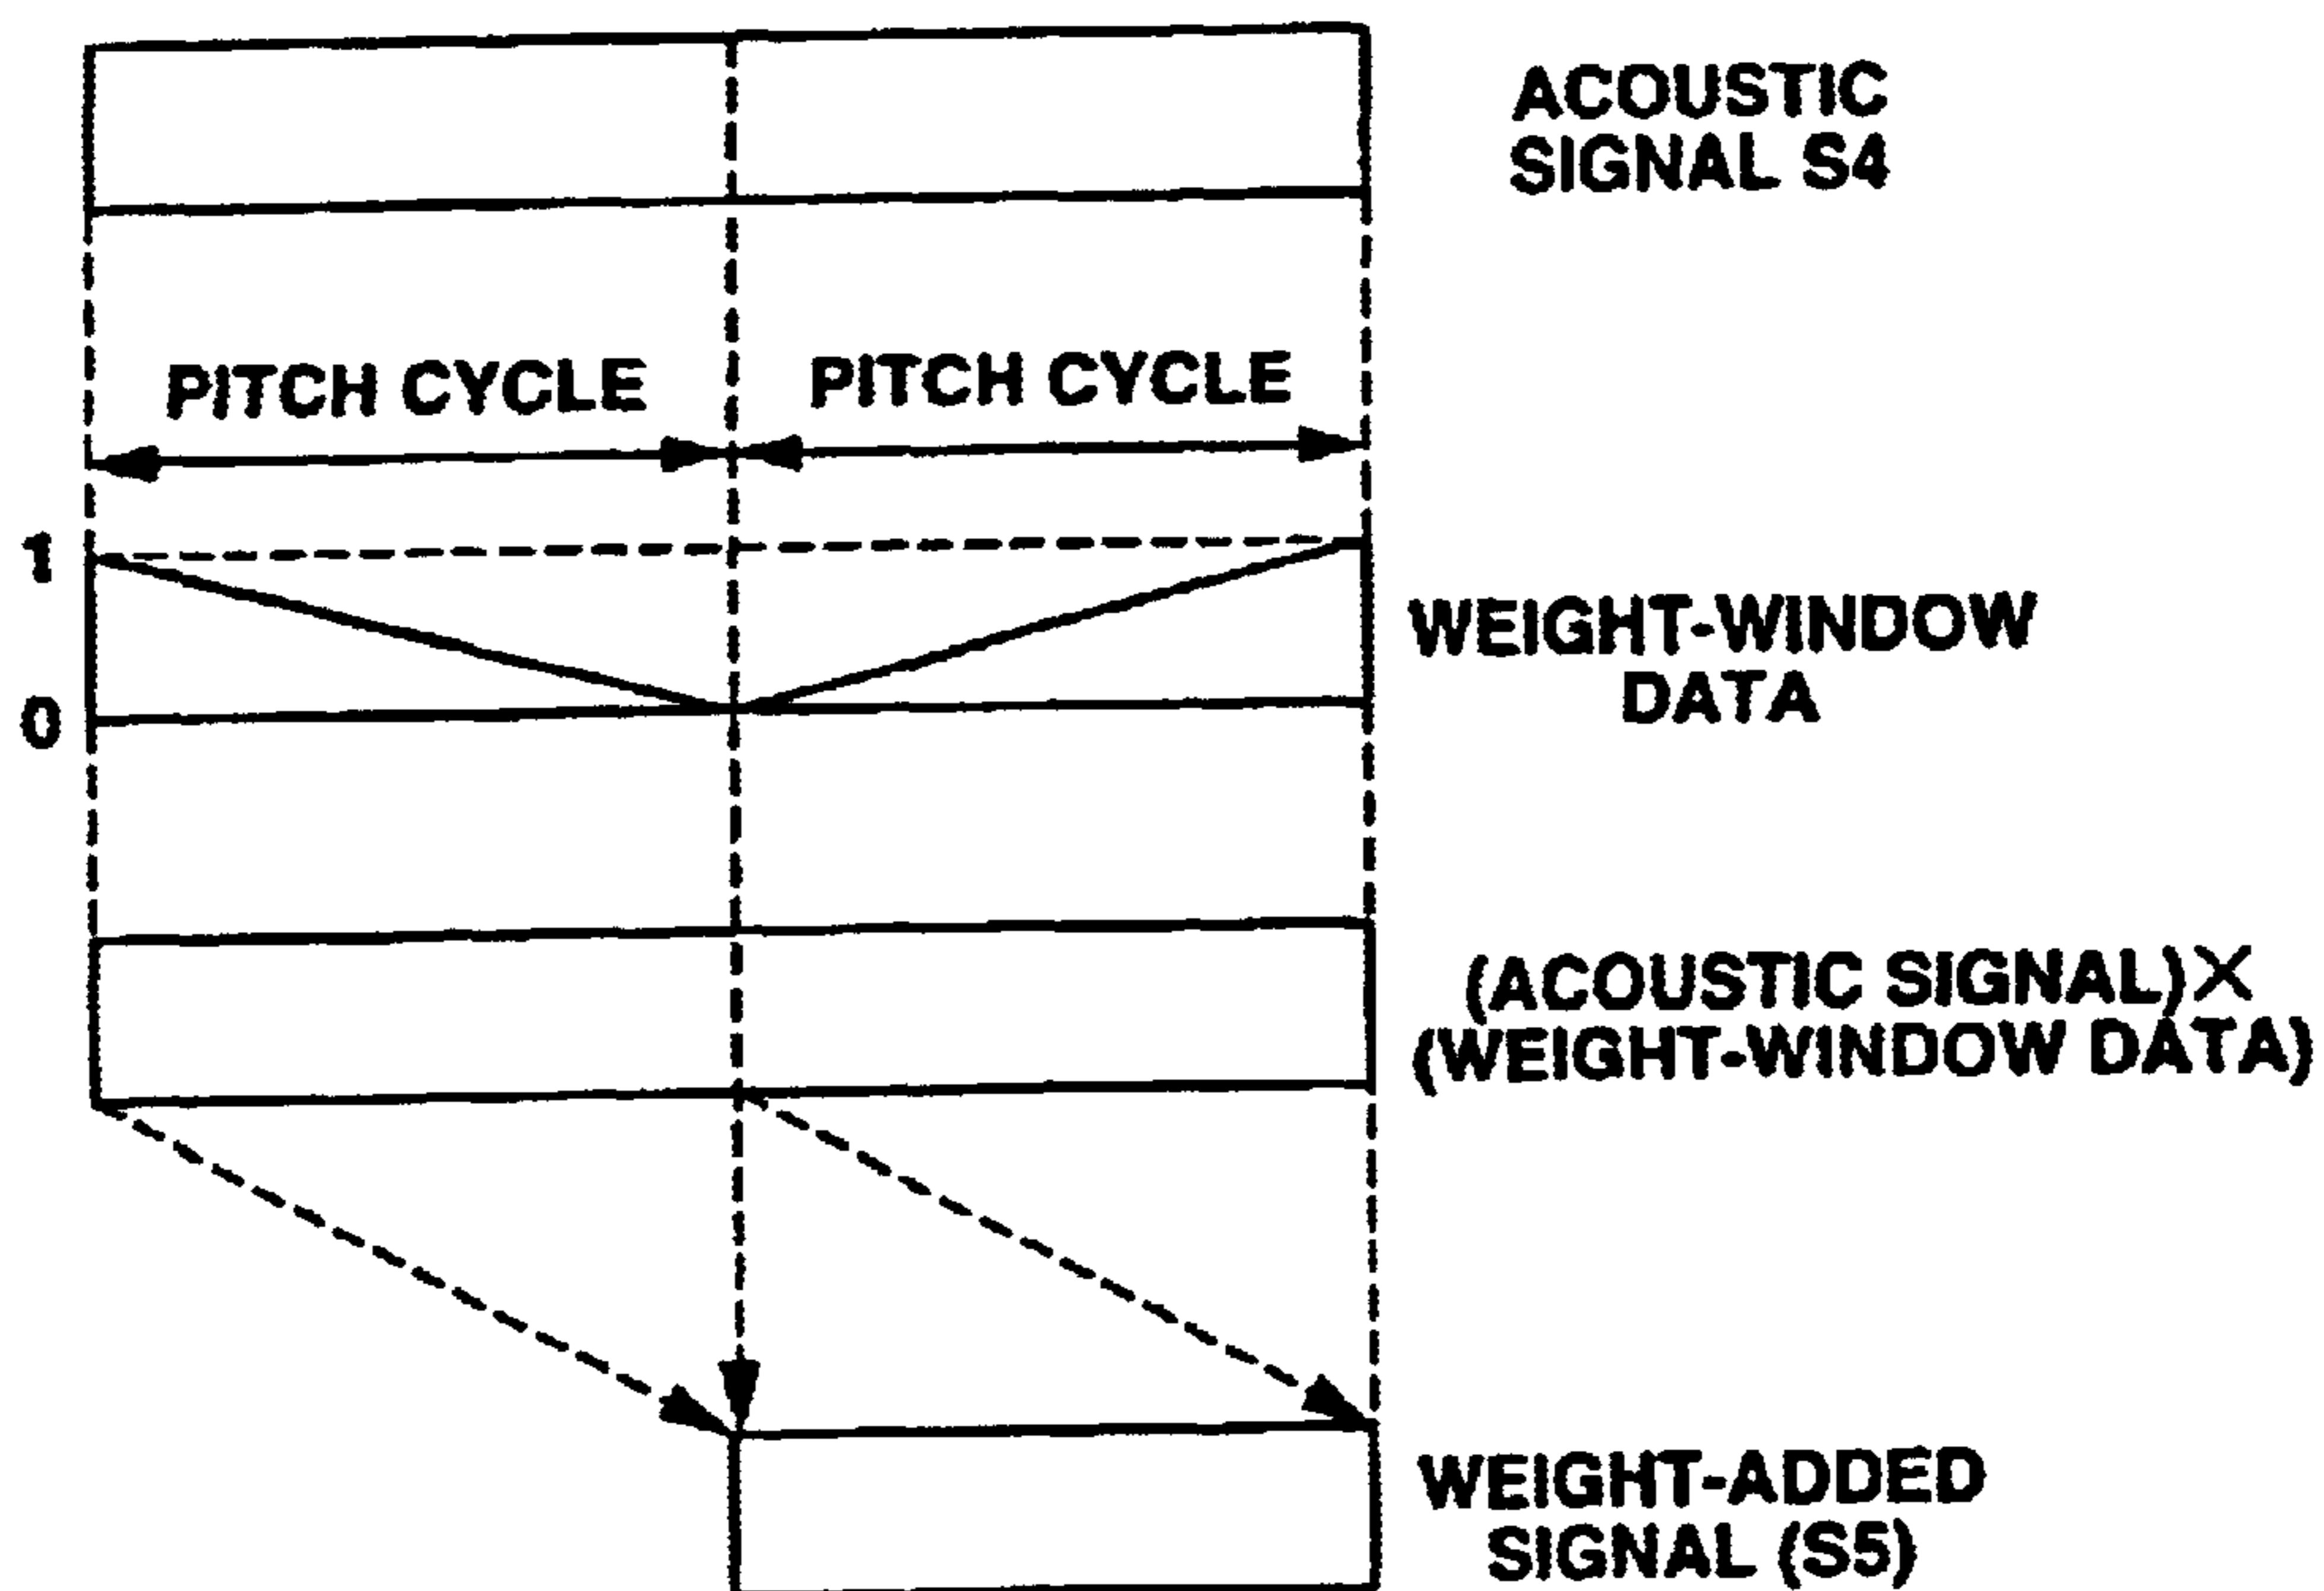 ACOUSTIC
SIGNAL S4
PITCH CYCLE PITCH CYCLE
1
0
WEIGHT-WINDOW
DATA
(ACOUSTIC SIGNAL)X
(WEIGHT-WINDOW DATA)
WEIGHT-ADDED
SIGNAL (S5)